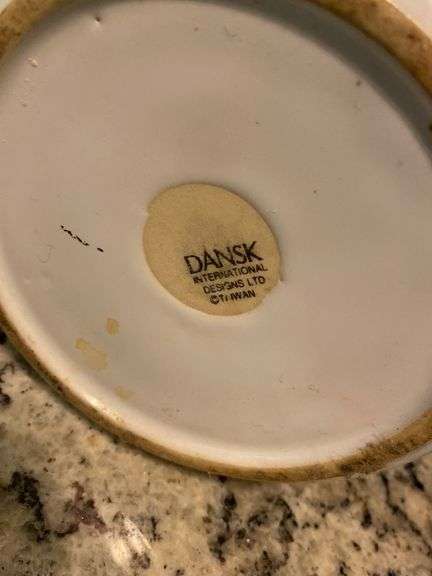 DANSK
INTERNATIONAL
DESIGNS LTD
©TAIWAN